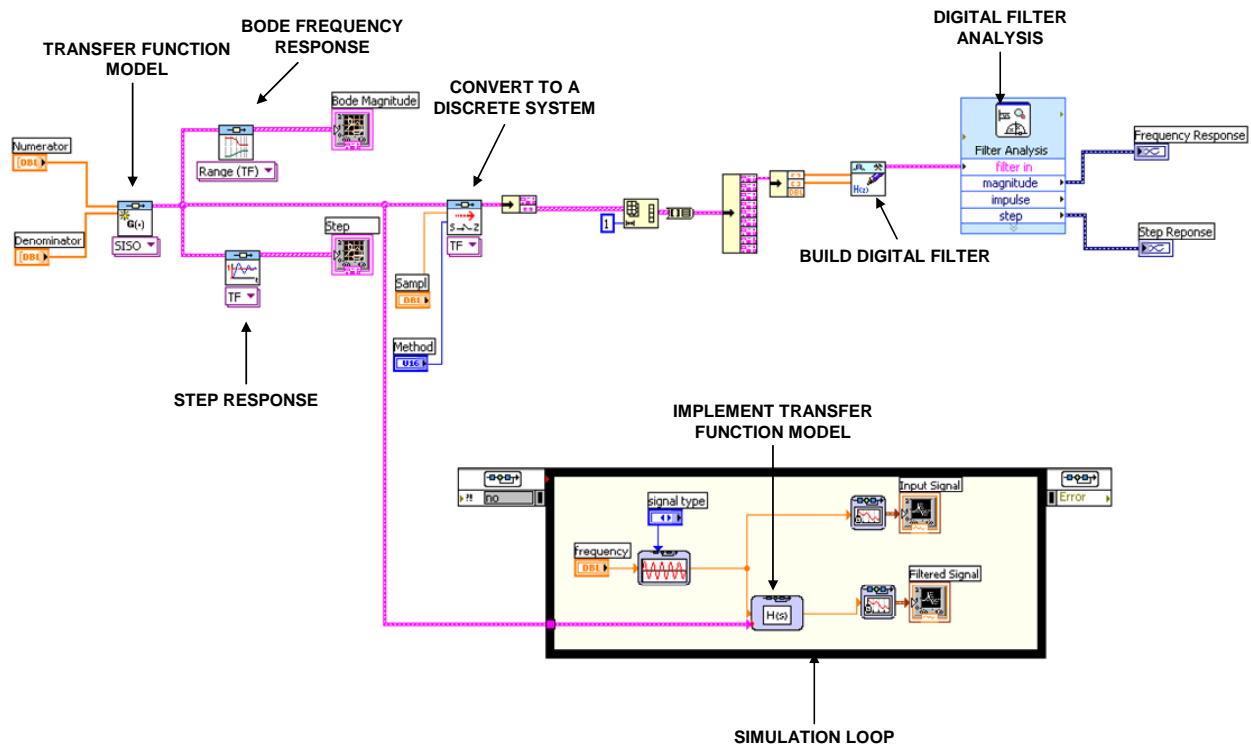 BODE FREQUENCY
RESPONSE
TRANSFER FUNCTION
MODEL
CONVERT TO A
DISCRETE SYSTEM
DIGITAL FILTER
ANALYSIS
Bode Magnitude
Numerator
DBL
Range (TF)
G(•)
SISO
Denominator
DBL
Step
TF
S Z
TF
Sampl
DBL
Method
U16
1
DBL
H(z)
BUILD DIGITAL FILTER
Filter Analysis
filter in
magnitude
impulse
step
Frequency Response
Step Reponse
STEP RESPONSE
IMPLEMENT TRANSFER
FUNCTION MODEL
?! no
Error
signal type
frequency
DBL
Input Signal
Filtered Signal
H(s)
SIMULATION LOOP